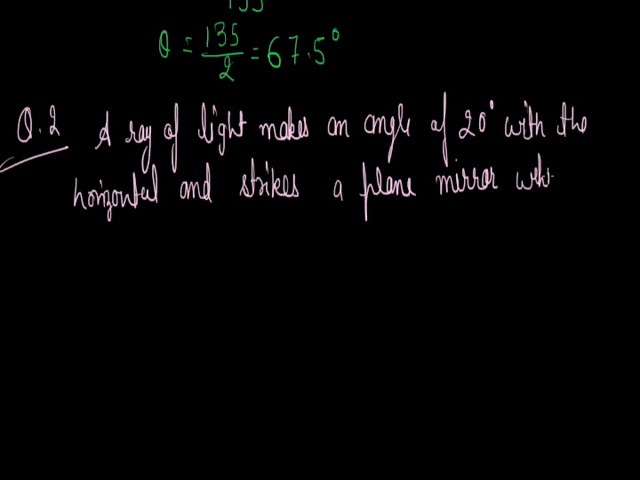 θ = 135/2 = 67.5°
Q.2 A ray of light makes an angle of 20° with the
horizontal and strikes a plane mirror whi